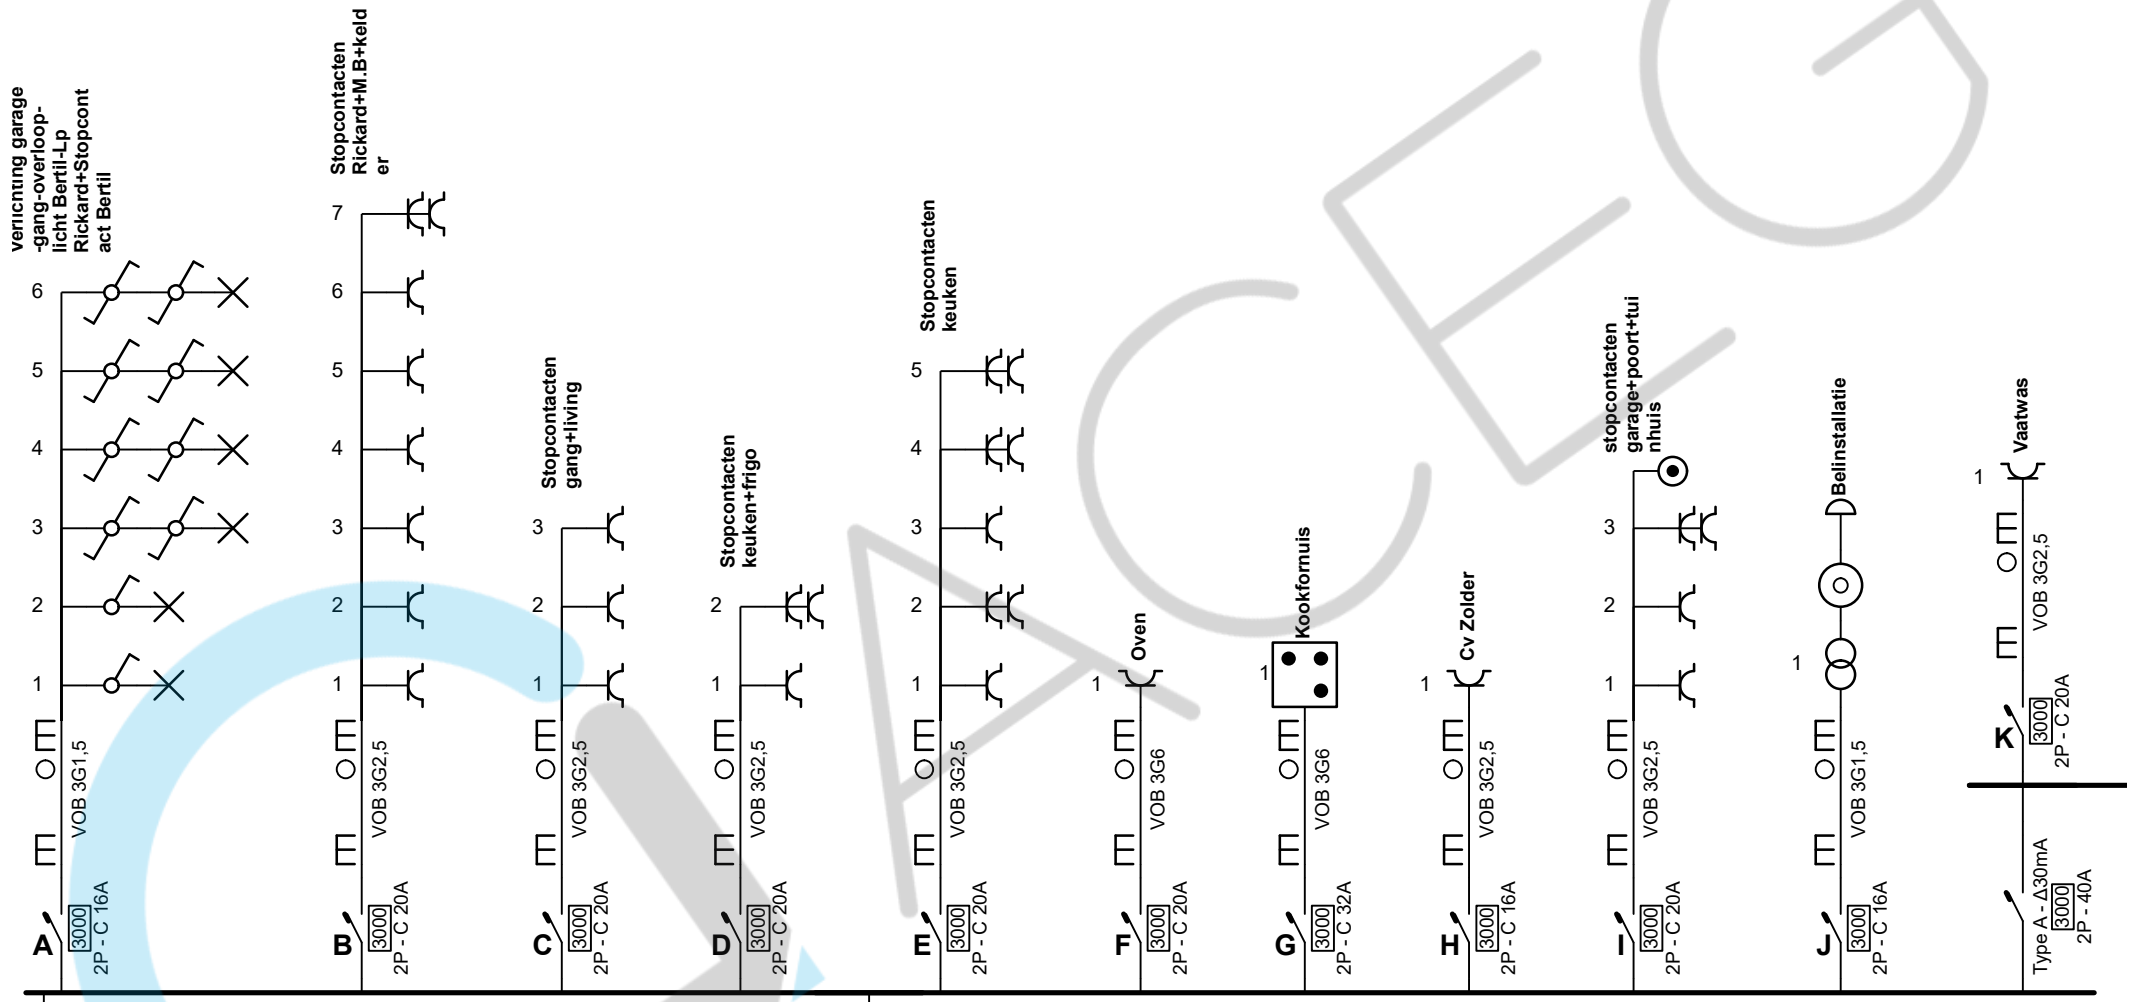 Verlichting garage
-gang-overloop-
licht Bertil-Lp
Rickard+Stopcont
act Bertil
6
5
4
3
2
1
VOB 3G1,5
A
3000
2P - C 16A
Stopcontacten
Rickard+M.B+keld
er
7
6
5
4
3
2
1
VOB 3G2,5
B
3000
2P - C 20A
Stopcontacten
gang+living
3
2
1
VOB 3G2,5
C
3000
2P - C 20A
Stopcontacten
keuken+frigo
2
1
VOB 3G2,5
D
3000
2P - C 20A
Stopcontacten
keuken
5
4
3
2
1
VOB 3G2,5
E
3000
2P - C 20A
Oven
1
VOB 3G6
F
3000
2P - C 20A
Kookfornuis
1
VOB 3G6
G
3000
2P - C 32A
Cv Zolder
1
VOB 3G2,5
H
3000
2P - C 16A
stopcontacten
garage+poort+tui
nhuis
3
2
1
VOB 3G2,5
I
3000
2P - C 20A
Belinstallatie
1
VOB 3G1,5
J
3000
2P - C 16A
Vaatwas
1
VOB 3G2,5
K
3000
2P - C 20A
Type A - Δ30mA
3000
2P - 40A
ACEG